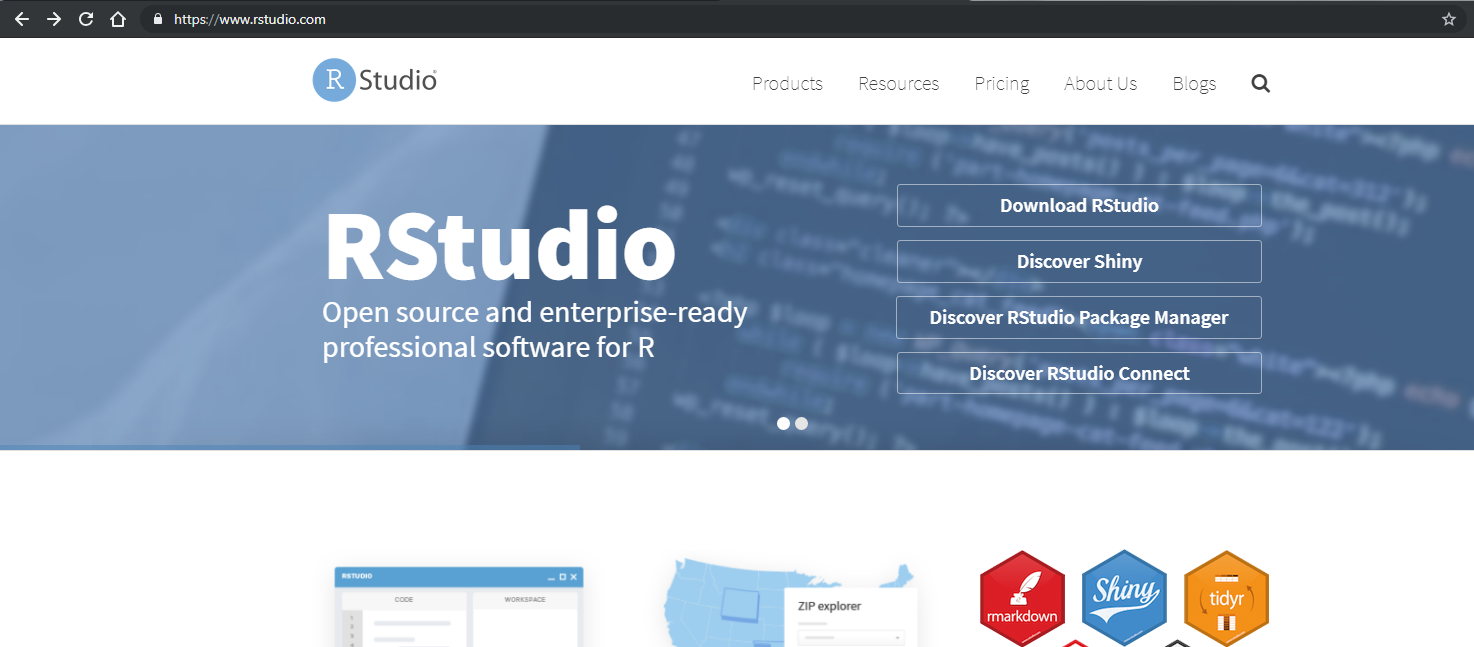 https://www.rstudio.com
R Studio
Products Resources Pricing About Us Blogs
RStudio
Open source and enterprise-ready
professional software for R
Download RStudio
Discover Shiny
Discover RStudio Package Manager
Discover RStudio Connect
RSTUDIO
CODE
WORKSPACE
ZIP explorer
rmarkdown
Shiny
tidyr